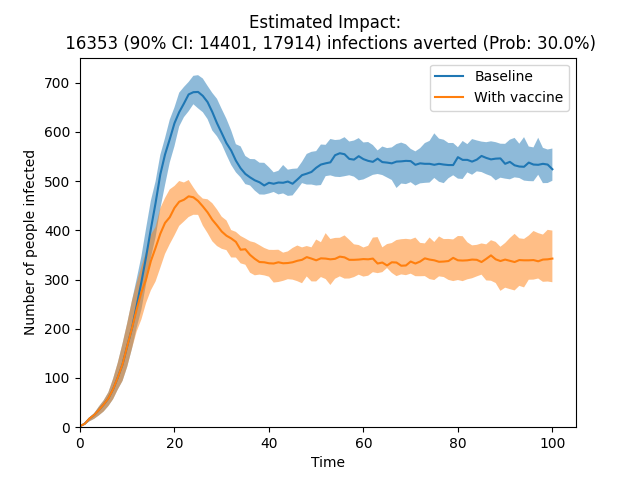 Estimated Impact:
16353 (90% CI: 14401, 17914) infections averted (Prob: 30.0%)
Baseline
With vaccine
Number of people infected
700
600
500
400
300
200
100
0
0 20 40 60 80 100
Time